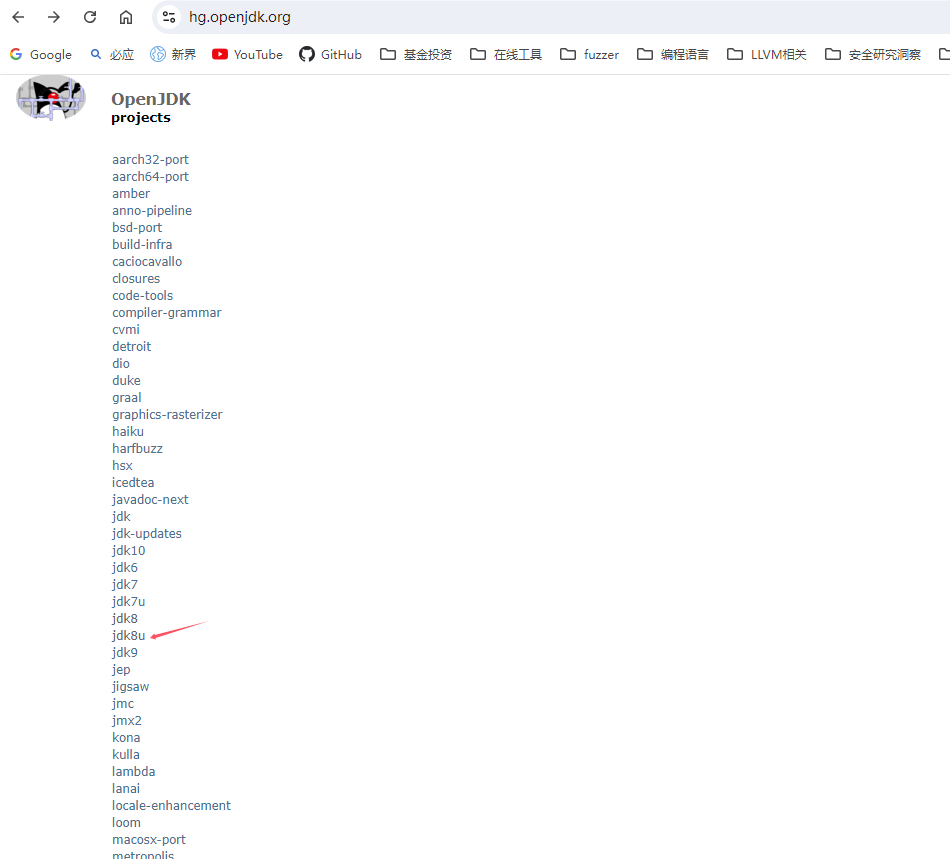 hg.openjdk.org
Google 必应 新界 YouTube GitHub 基金投资 在线工具 fuzzer 编程语言 LLVM相关 安全研究洞察
OpenJDK
projects
aarch32-port
aarch64-port
amber
anno-pipeline
bsd-port
build-infra
caciocavallo
closures
code-tools
compiler-grammar
cvmi
detroit
dio
duke
graal
graphics-rasterizer
haiku
harfbuzz
hsx
icedtea
javadoc-next
jdk
jdk-updates
jdk10
jdk6
jdk7
jdk7u
jdk8
jdk8u
jdk9
jep
jigsaw
jmc
jmx2
kona
kulla
lambda
lanai
locale-enhancement
loom
macosx-port
metropolis